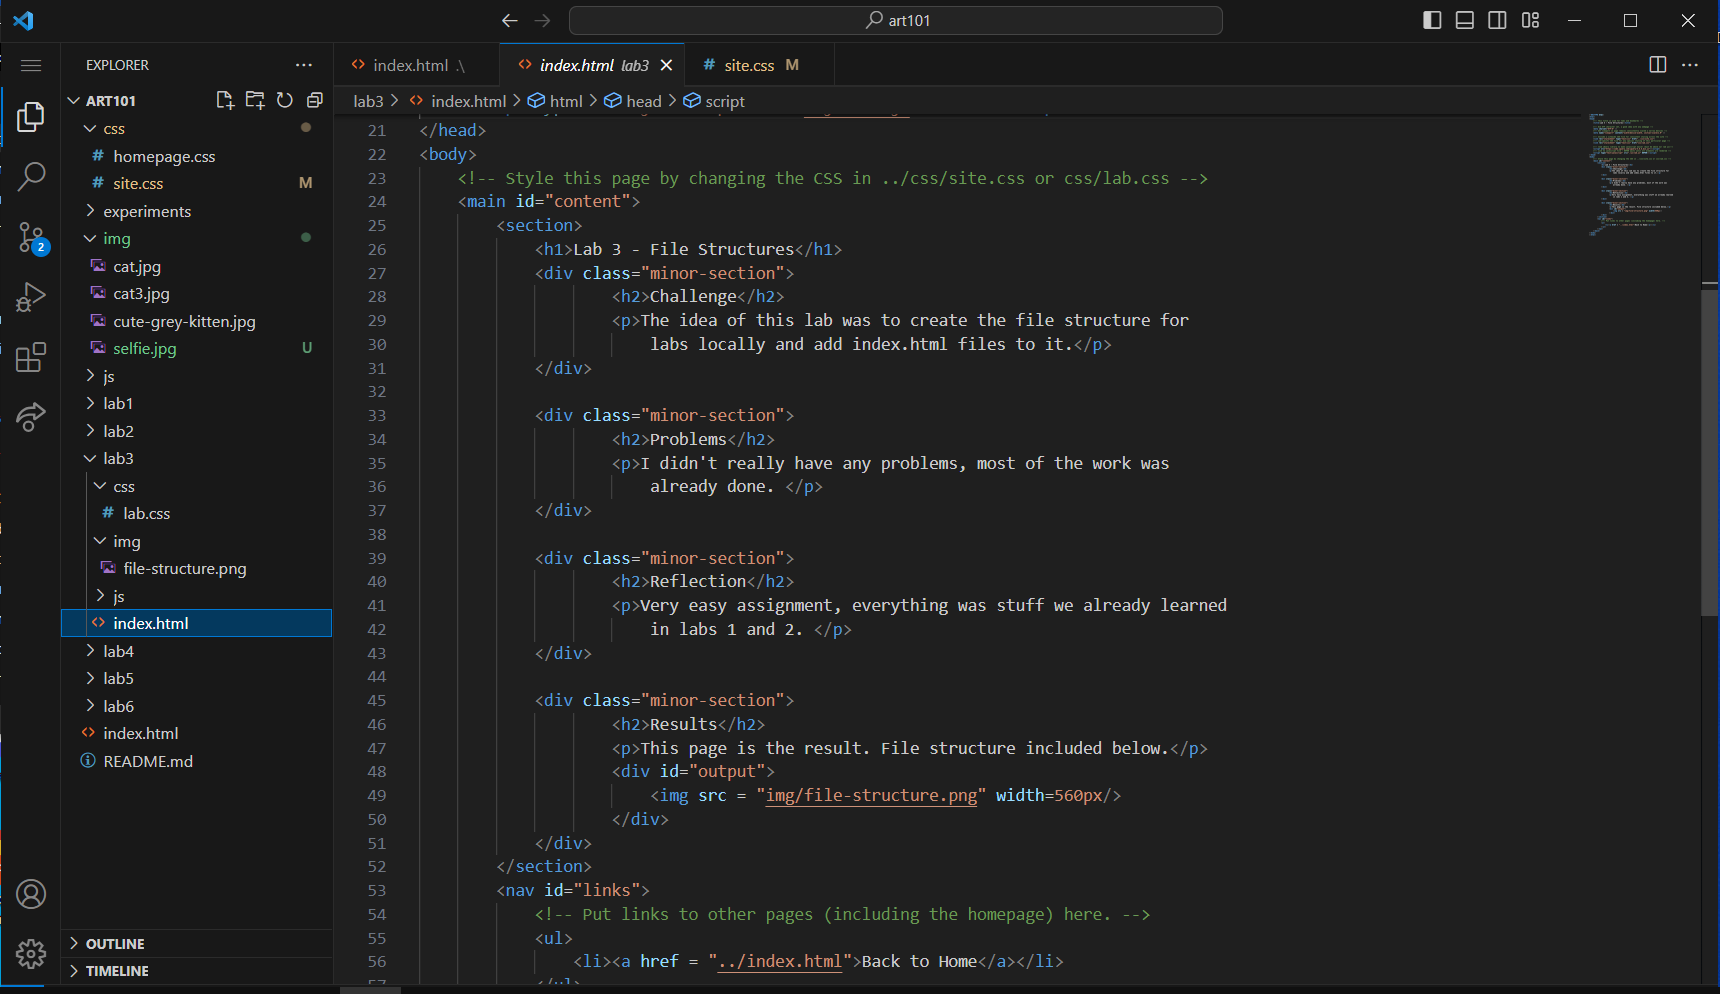 art101
EXPLORER
ART101
css
homepage.css
site.css M
experiments
img
cat.jpg
cat3.jpg
cute-grey-kitten.jpg
selfie.jpg U
js
lab1
lab2
lab3
css
lab.css
img
file-structure.png
js
index.html
lab4
lab5
lab6
index.html
README.md
OUTLINE
TIMELINE
2
index.html .\
index.html lab3
site.css M
lab3 > index.html > html > head > script
21 </head>
22 <body>
23 <!-- Style this page by changing the CSS in ../css/site.css or css/lab.css -->
24 <main id="content">
25 <section>
26 <h1>Lab 3 - File Structures</h1>
27 <div class="minor-section">
28 <h2>Challenge</h2>
29 <p>The idea of this lab was to create the file structure for
30 labs locally and add index.html files to it.</p>
31 </div>
32
33 <div class="minor-section">
34 <h2>Problems</h2>
35 <p>I didn't really have any problems, most of the work was
36 already done. </p>
37 </div>
38
39 <div class="minor-section">
40 <h2>Reflection</h2>
41 <p>Very easy assignment, everything was stuff we already learned
42 in labs 1 and 2. </p>
43 </div>
44
45 <div class="minor-section">
46 <h2>Results</h2>
47 <p>This page is the result. File structure included below.</p>
48 <div id="output">
49 <img src = "img/file-structure.png" width=560px/>
50 </div>
51 </div>
52 </section>
53 <nav id="links">
54 <!-- Put links to other pages (including the homepage) here. -->
55 <ul>
56 <li><a href = "../index.html">Back to Home</a></li>
57 </ul>